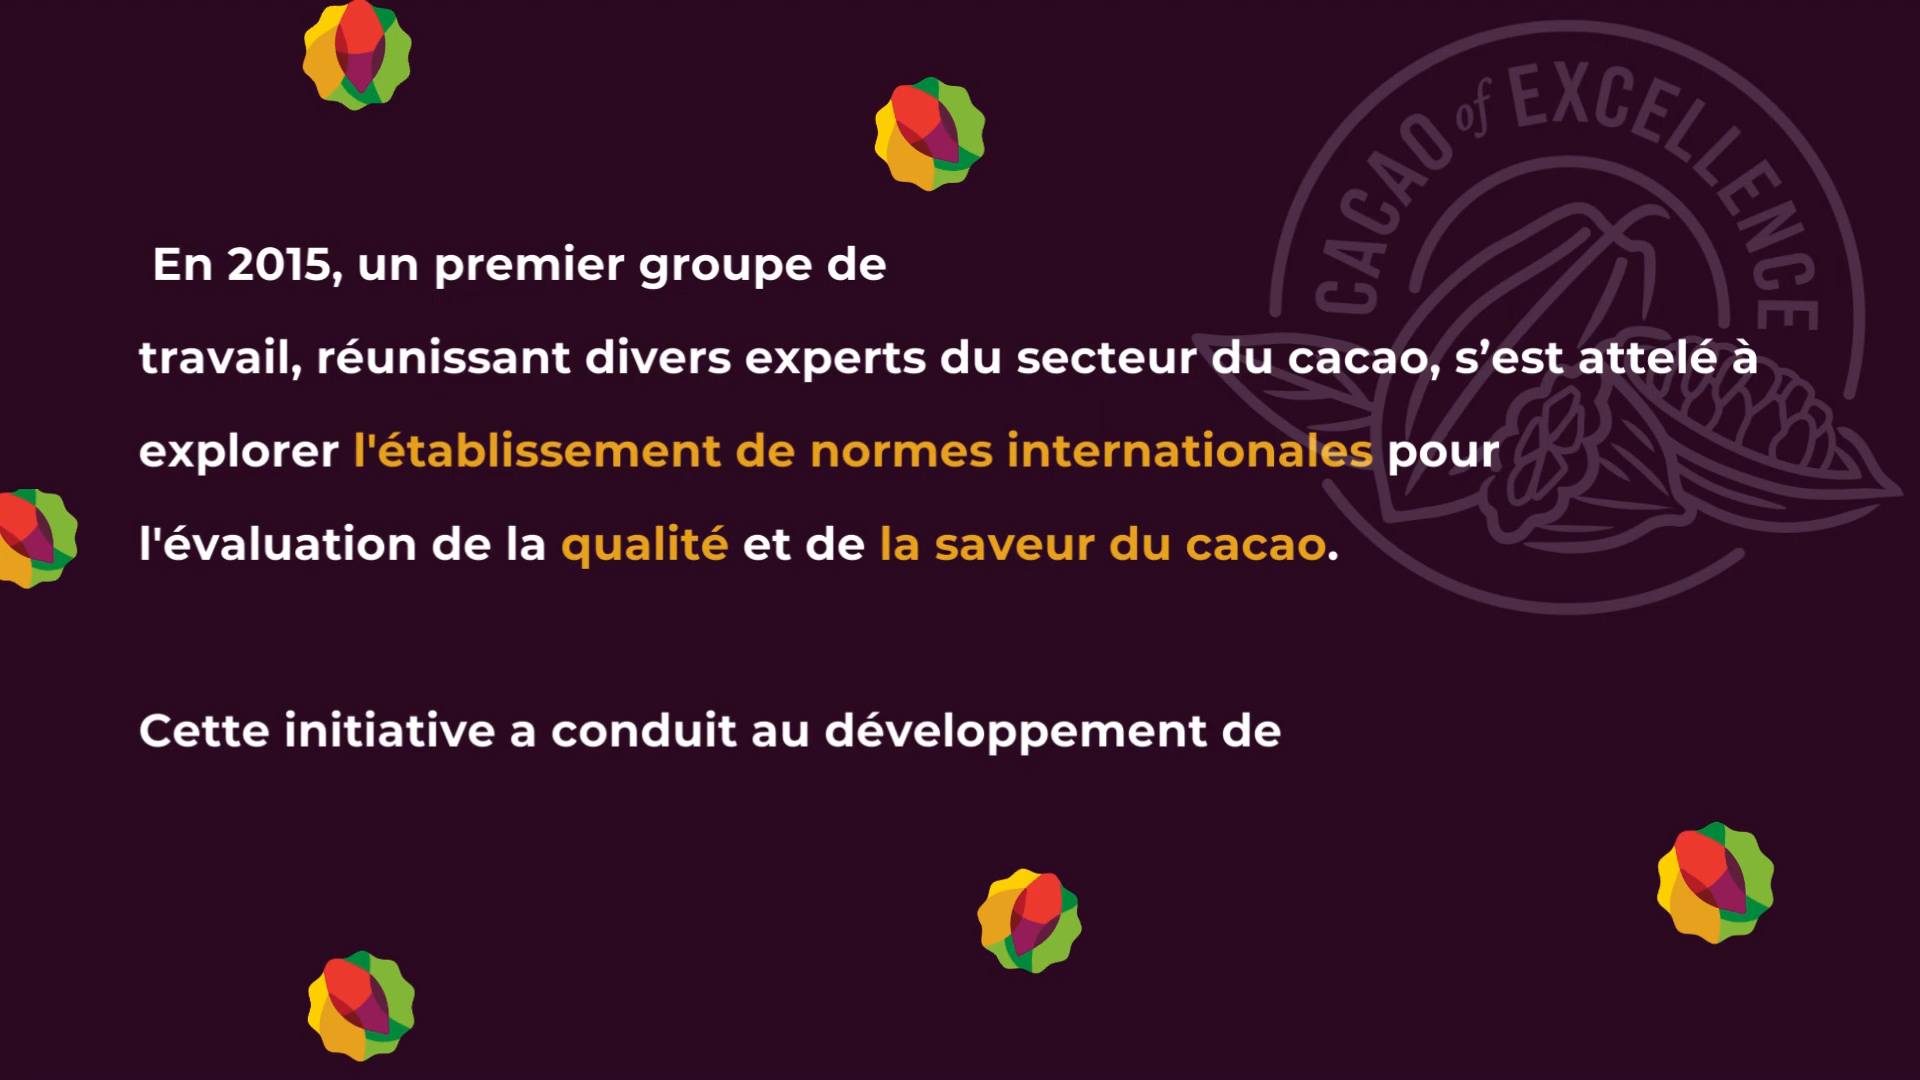 CACAO of EXCELLENCE
En 2015, un premier groupe de
travail, réunissant divers experts du secteur du cacao, s’est attelé à
explorer l'établissement de normes internationales pour
l'évaluation de la qualité et de la saveur du cacao.
Cette initiative a conduit au développement de